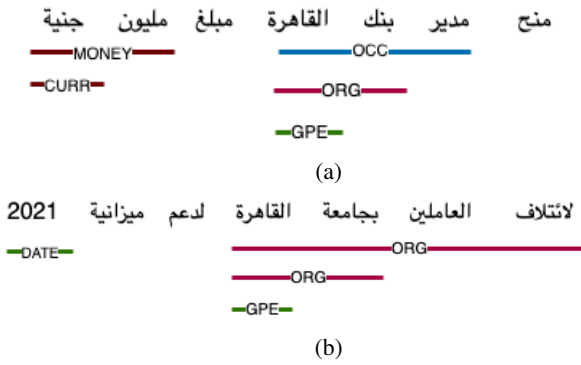 منح مدير بنك القاهرة مبلغ مليون جنية
MONEY OCC
CURR ORG
GPE
(a)
لائتلاف العاملين بجامعة القاهرة لدعم ميزانية 2021
DATE ORG
ORG
GPE
(b)